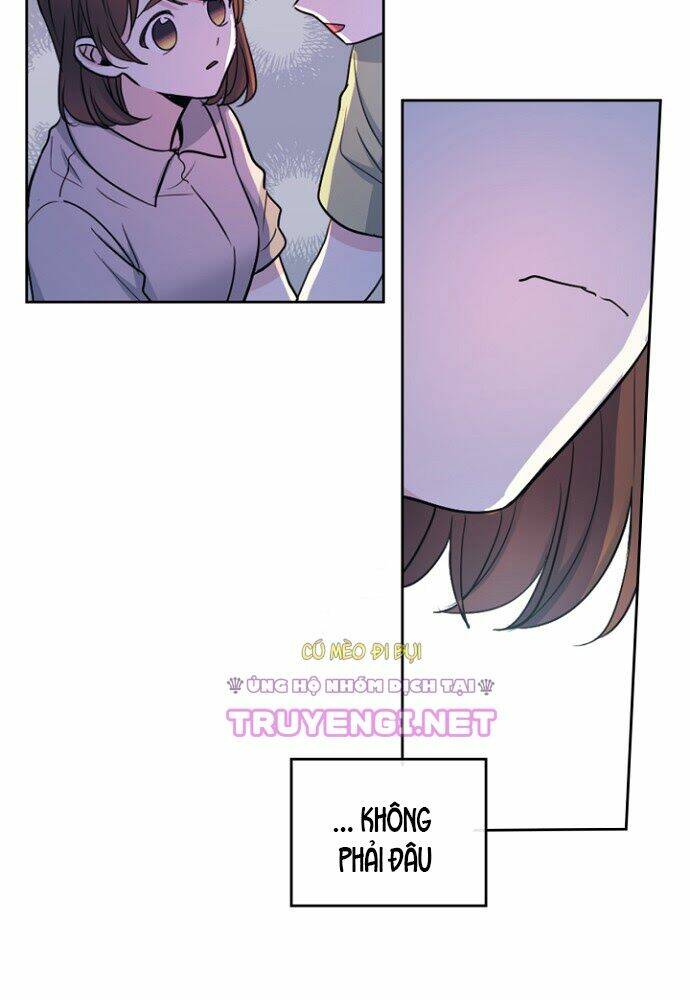 CÚ MÈO ĐI BỤI
ỦNG HỘ NHÓM DỊCH TẠI
TRUYENGI.NET
... KHÔNG
PHẢI ĐÂU